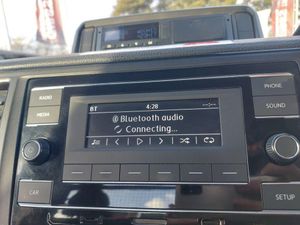 RADIO
MEDIA
CAR
BT
4:28
Bluetooth audio
Connecting...
PHONE
SOUND
SETUP